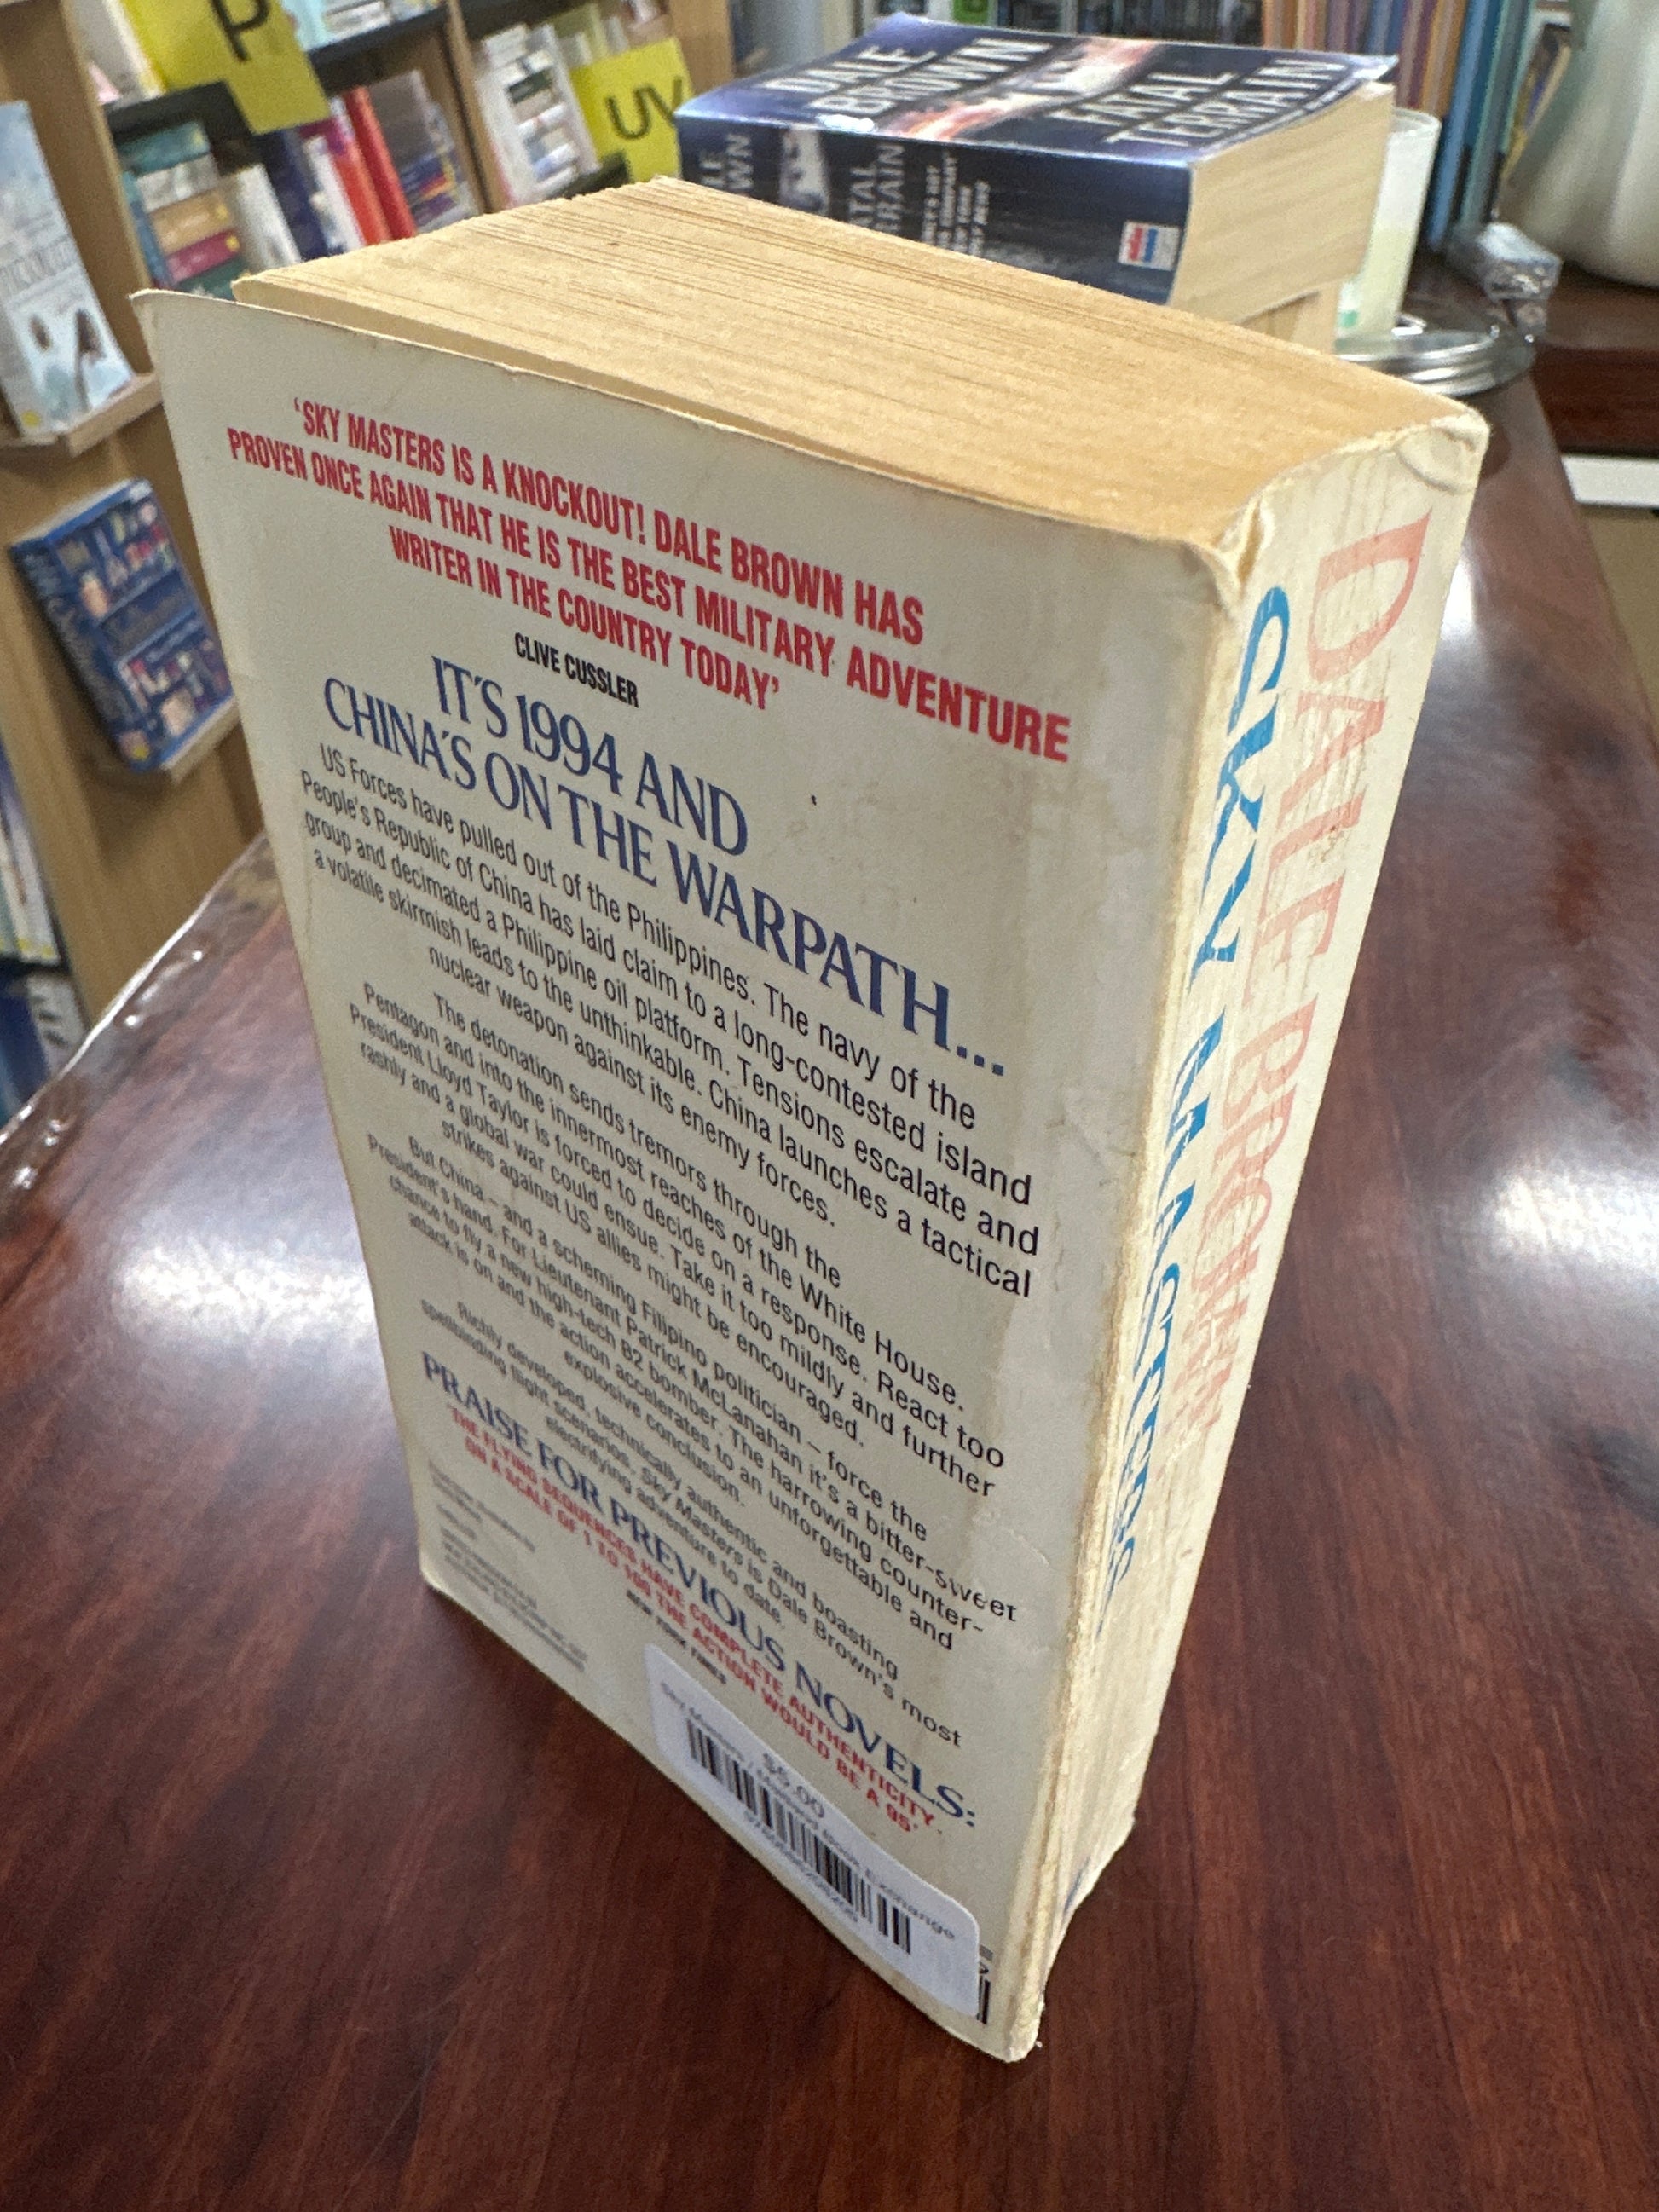 P
UV
DALE
BROWN
FATAL
TERRAIN
‘SKY MASTERS IS A KNOCKOUT! DALE BROWN HAS
PROVEN ONCE AGAIN THAT HE IS THE BEST MILITARY ADVENTURE
WRITER IN THE COUNTRY TODAY’
CLIVE CUSSLER
IT'S 1994 AND
CHINA'S ON THE WARPATH...
US Forces have pulled out of the Philippines. The navy of the
People's Republic of China has laid claim to a long-contested island
group and decimated a Philippine oil platform. Tensions escalate and
a volatile skirmish leads to the unthinkable. China launches a tactical
nuclear weapon against its enemy forces.
The detonation sends tremors through the
Pentagon and into the innermost reaches of the White House.
President Lloyd Taylor is forced to decide on a response. React too
rashly and a global war could ensue. Take it too mildly and further
strikes against US allies might be encouraged.
But China – and a scheming Filipino politician – force the
President's hand. For Lieutenant Patrick McLanahan it's a bitter-sweet
chance to fly a new high-tech B2 bomber. The harrowing counter-
attack is on and the action accelerates to an unforgettable and
explosive conclusion.
Richly developed, technically authentic and boasting
spellbinding flight scenarios, Sky Masters is Dale Brown's most
electrifying adventure to date.
PRAISE FOR PREVIOUS NOVELS:
‘THE FLYING SEQUENCES HAVE COMPLETE AUTHENTICITY.
ON A SCALE OF 1 TO 100 THE ACTION WOULD BE A 95’
NEW YORK TIMES
$5.00
Book Exchange
DALE BROWN
SKY MASTERS